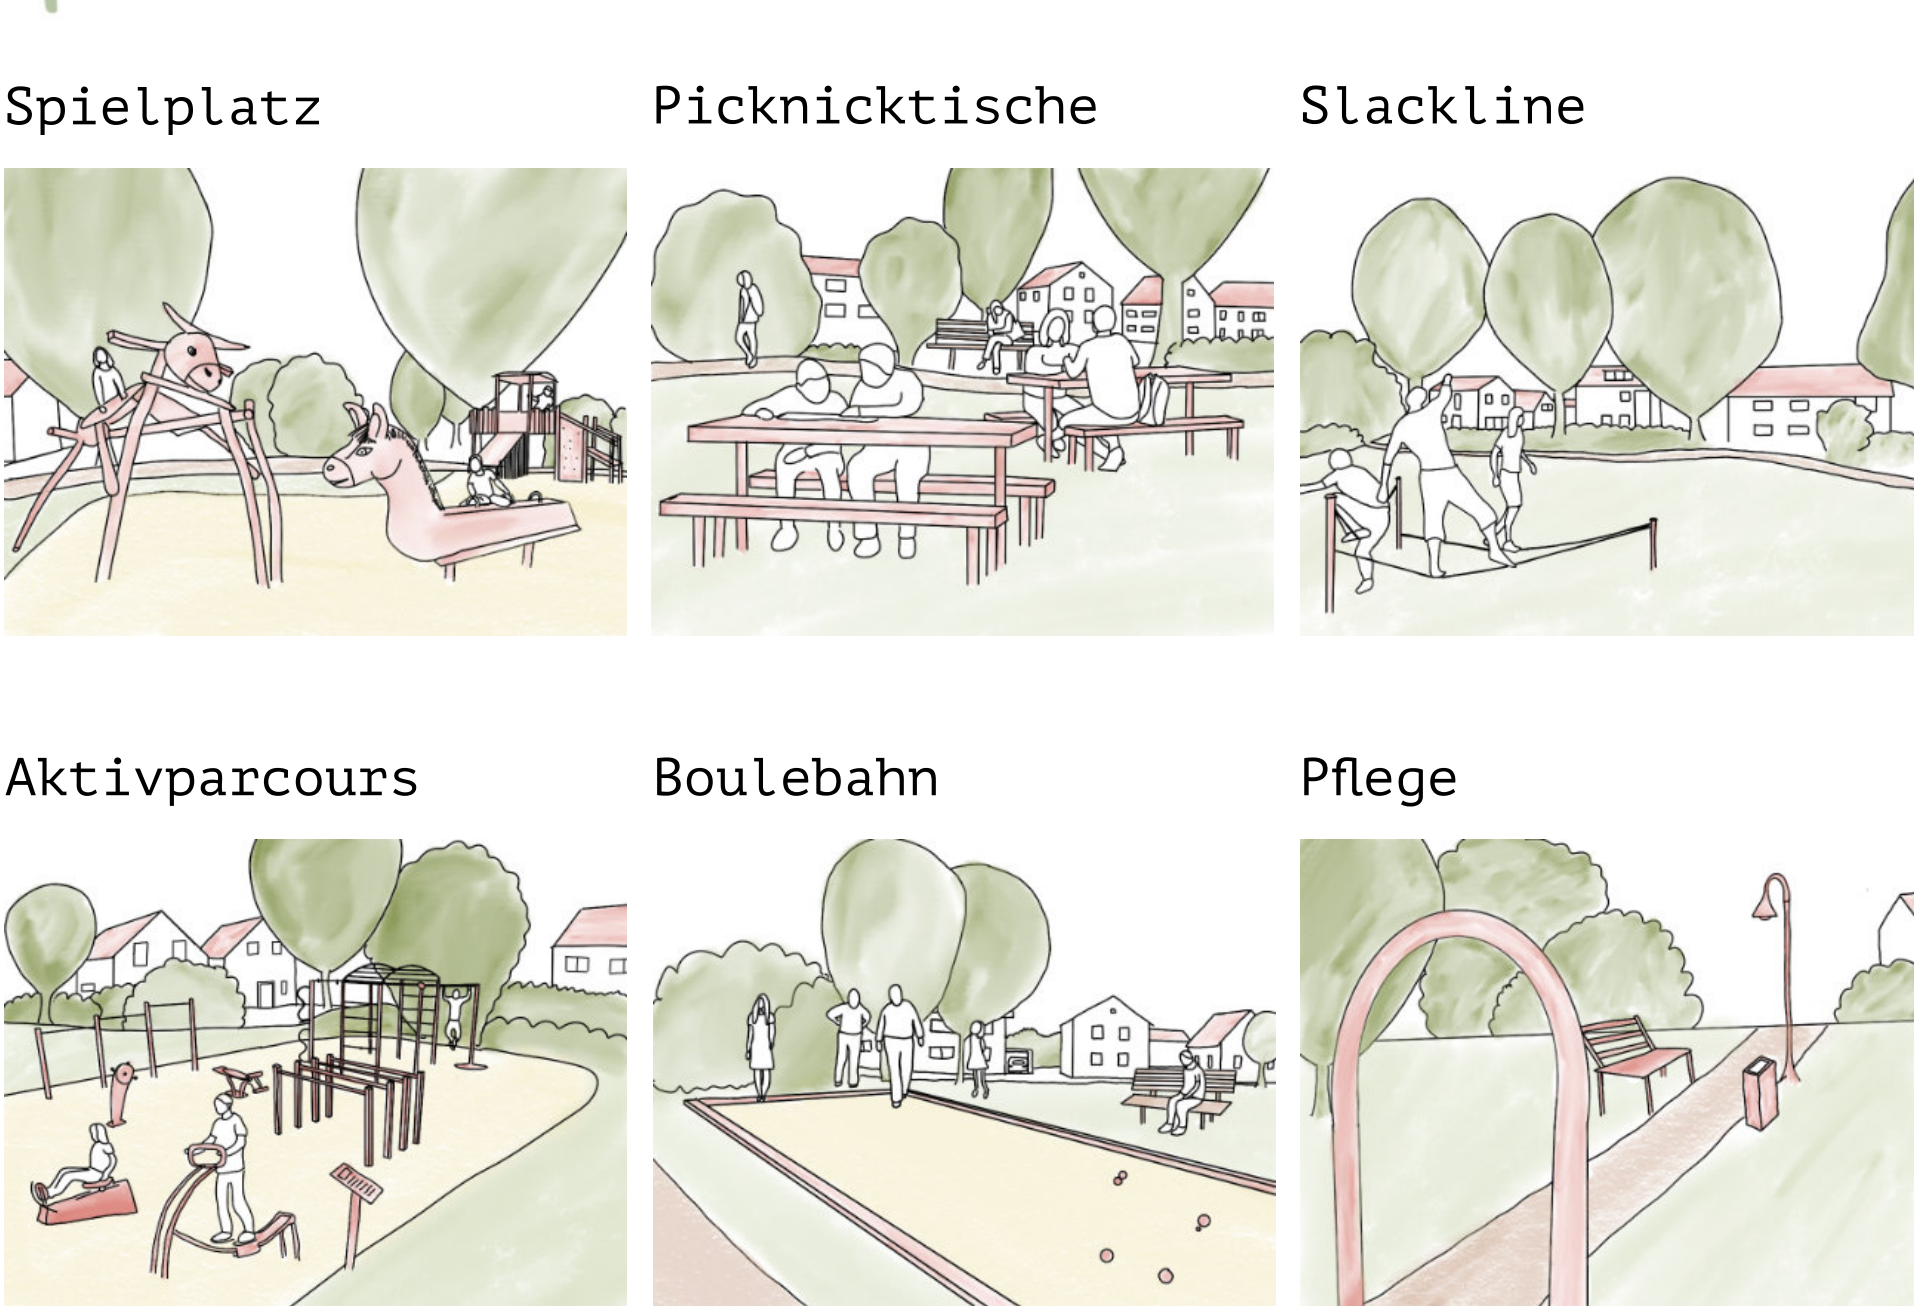 Spielplatz
Picknicktische
Slackline
Aktivparcours
Boulebahn
Pflege